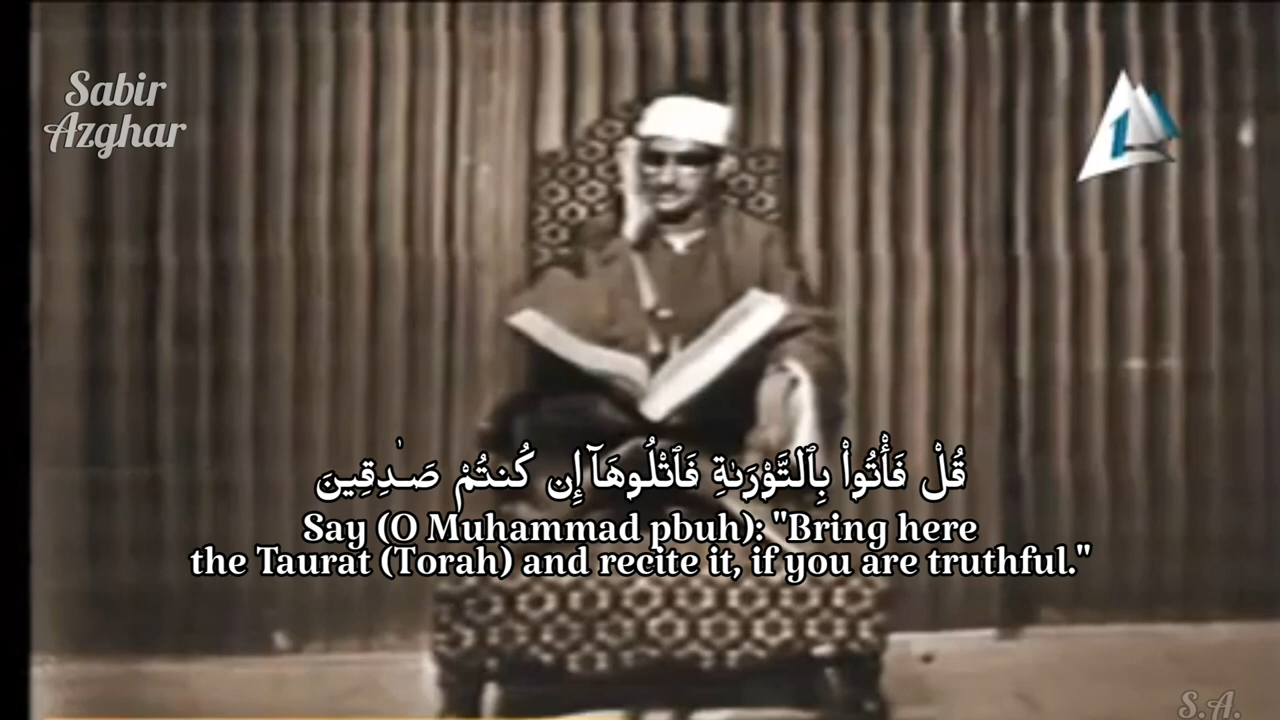 Sabir
Azghar
1
قُلْ فَأْتُوا۟ بِٱلتَّوْرَىٰةِ فَٱتْلُوهَآ إِن كُنتُمْ صَـٰدِقِينَ
Say (O Muhammad pbuh): "Bring here
the Taurat (Torah) and recite it, if you are truthful."
S.A.